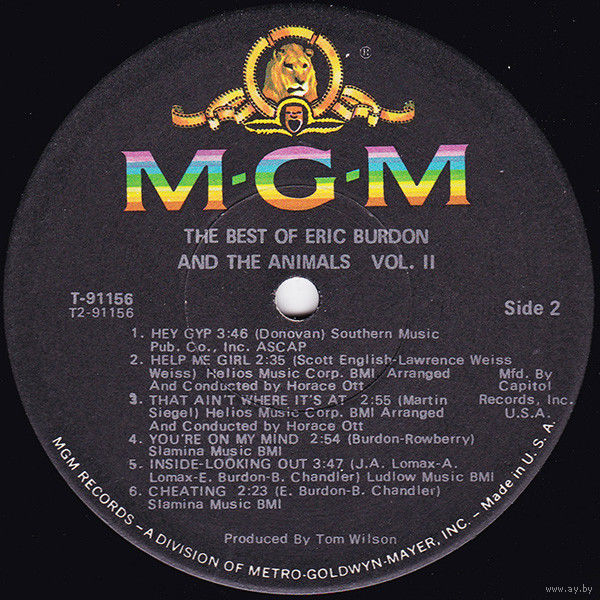 ®
M·G·M
THE BEST OF ERIC BURDON
AND THE ANIMALS VOL. II
T-91156
T2-91156
Side 2
1. HEY GYP 3:46 (Donovan) Southern Music
Pub. Co., Inc. ASCAP
2. HELP ME GIRL 2:35 (Scott English-Lawrence Weiss
Weiss) Helios Music Corp. BMI Arranged
And Conducted by Horace Ott
3. THAT AIN'T WHERE IT'S AT 2:55 (Martin
Siegel) Helios Music Corp. BMI Arranged
And Conducted by Horace Ott
4. YOU'RE ON MY MIND 2:54 (Burdon-Rowberry)
Slamina Music BMI
5. INSIDE-LOOKING OUT 3:47 (J.A. Lomax-A.
Lomax-E. Burdon-B. Chandler) Ludlow Music BMI
6. CHEATING 2:23 (E. Burdon-B. Chandler)
Slamina Music BMI
Mfd. By
Capitol
Records, Inc.
U.S.A.
Produced By Tom Wilson
MGM RECORDS – A DIVISION OF METRO-GOLDWYN-MAYER, INC. – Made in U.S.A.
www.ay.by